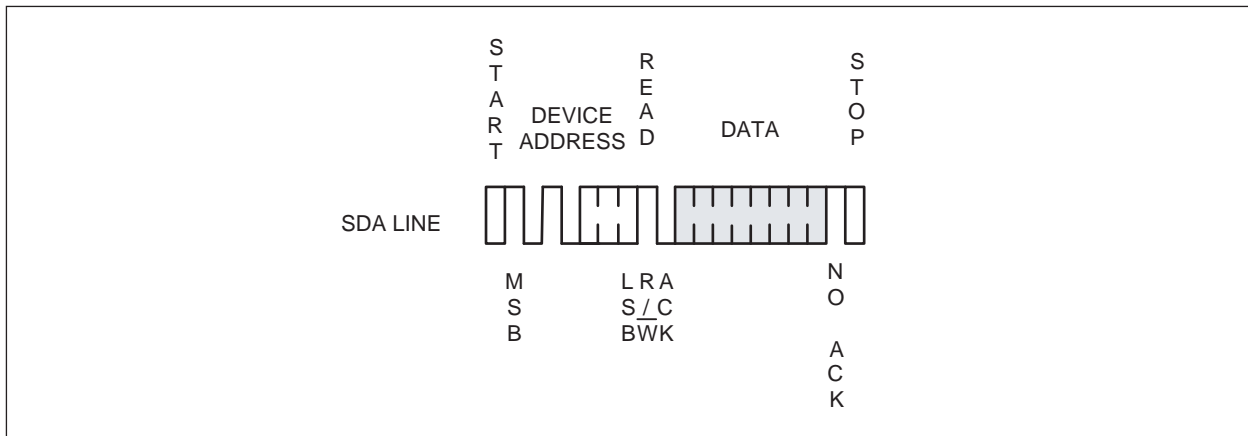 START
DEVICE
ADDRESS
READ
DATA
STOP
SDA LINE
MSB
LSB
R/W
ACK
NO ACK